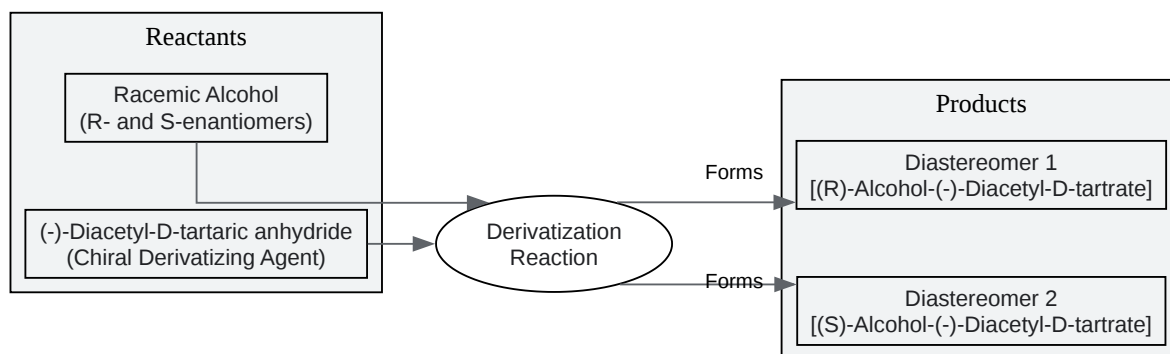 Reactants
Racemic Alcohol
(R- and S-enantiomers)
(-)-Diacetyl-D-tartaric anhydride
(Chiral Derivatizing Agent)
Derivatization
Reaction
Forms
Forms
Products
Diastereomer 1
[(R)-Alcohol-(-)-Diacetyl-D-tartrate]
Diastereomer 2
[(S)-Alcohol-(-)-Diacetyl-D-tartrate]